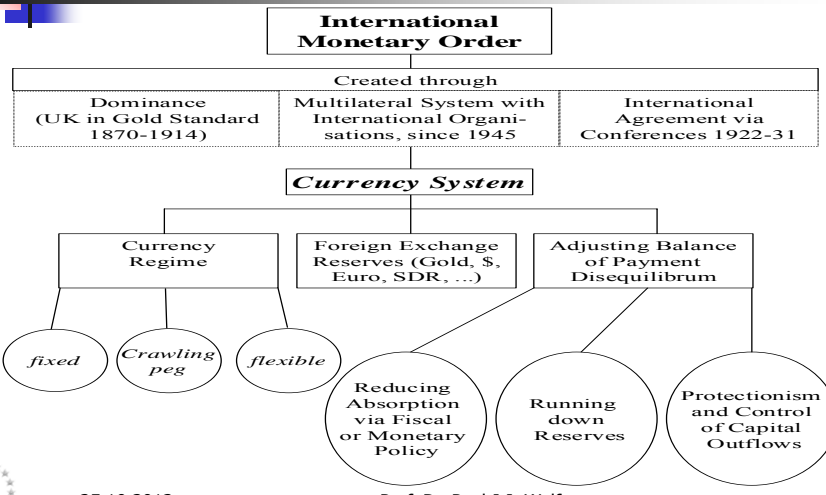 International
Monetary Order
Created through
Dominance
(UK in Gold Standard
1870-1914)
Multilateral System with
International Organi-
sations, since 1945
International
Agreement via
Conferences 1922-31
Currency System
Currency
Regime
Foreign Exchange
Reserves (Gold, $,
Euro, SDR, ...)
Adjusting Balance
of Payment
Disequilibrum
fixed
Crawling
peg
flexible
Reducing
Absorption
via Fiscal
or Monetary
Policy
Running
down
Reserves
Protectionism
and Control
of Capital
Outflows